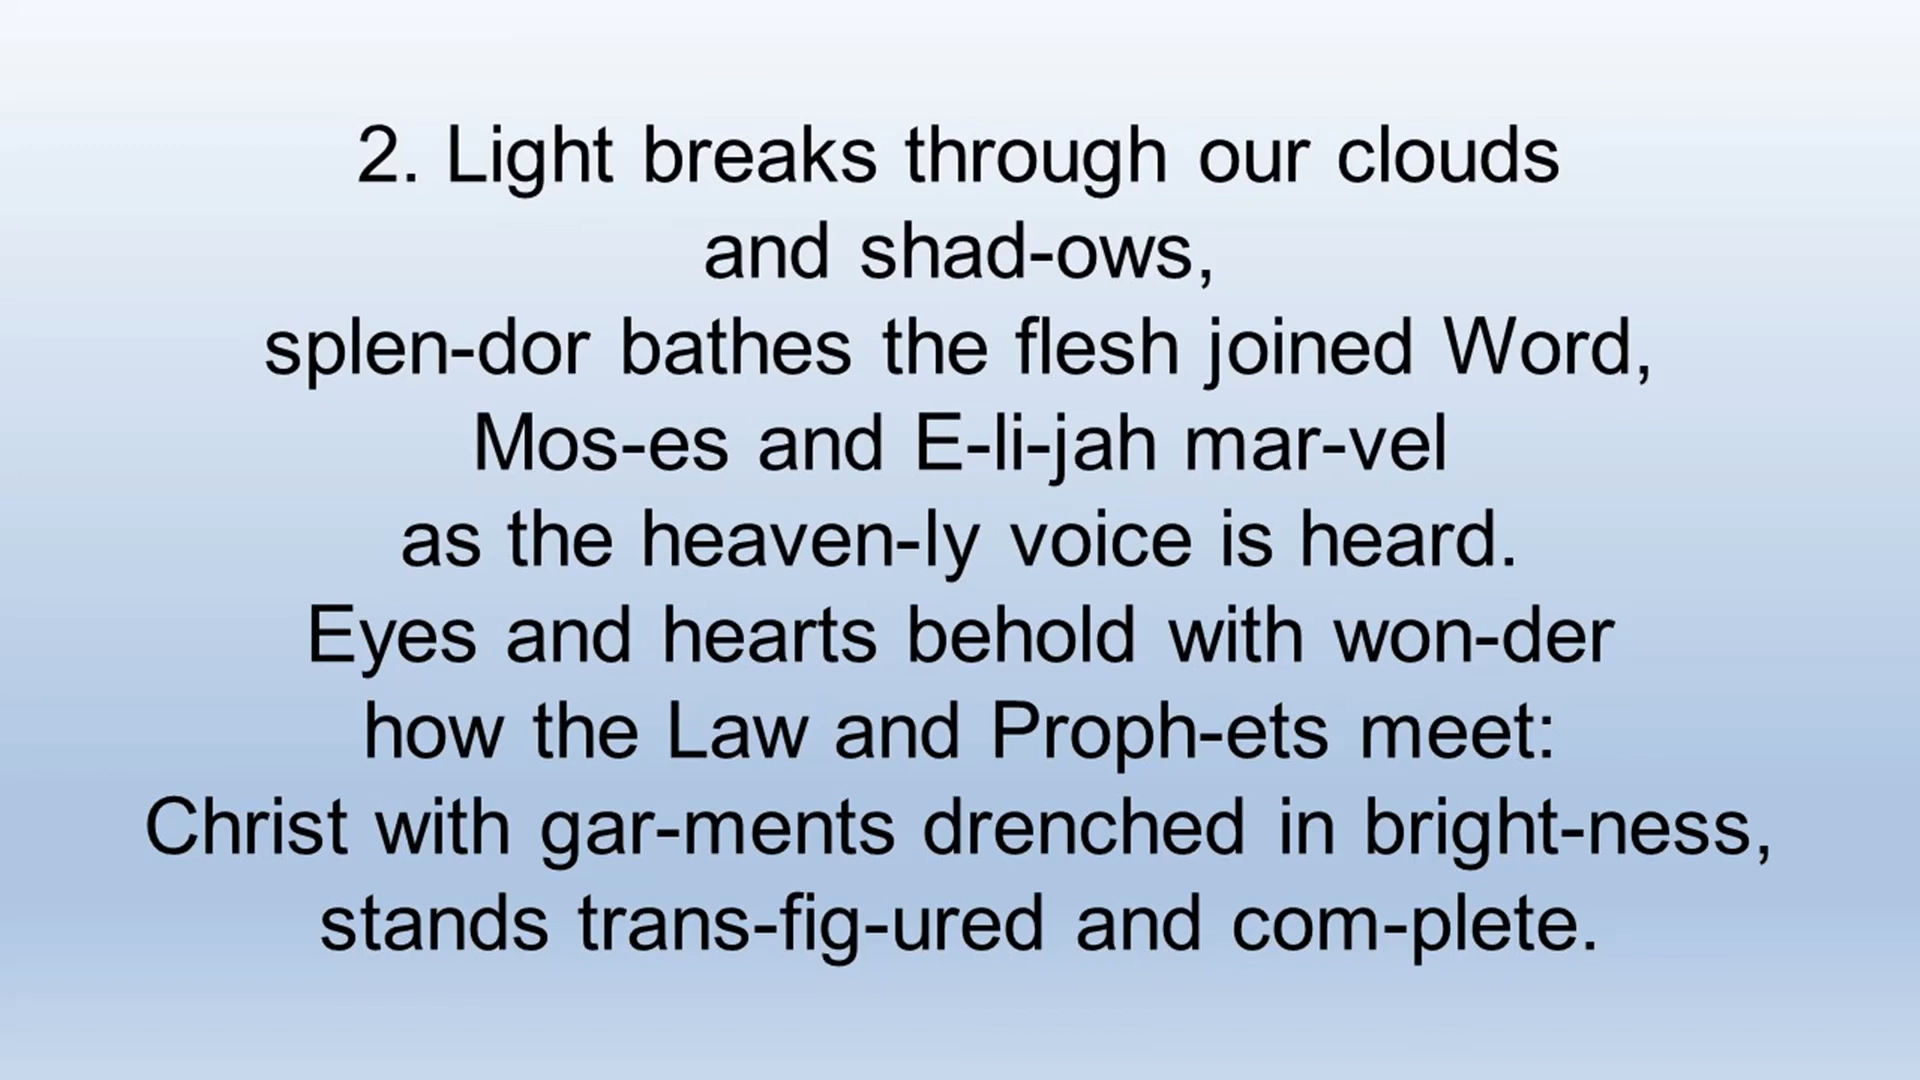 2. Light breaks through our clouds
and shad-ows,
splen-dor bathes the flesh joined Word,
Mos-es and E-li-jah mar-vel
as the heaven-ly voice is heard.
Eyes and hearts behold with won-der
how the Law and Proph-ets meet:
Christ with gar-ments drenched in bright-ness,
stands trans-fig-ured and com-plete.